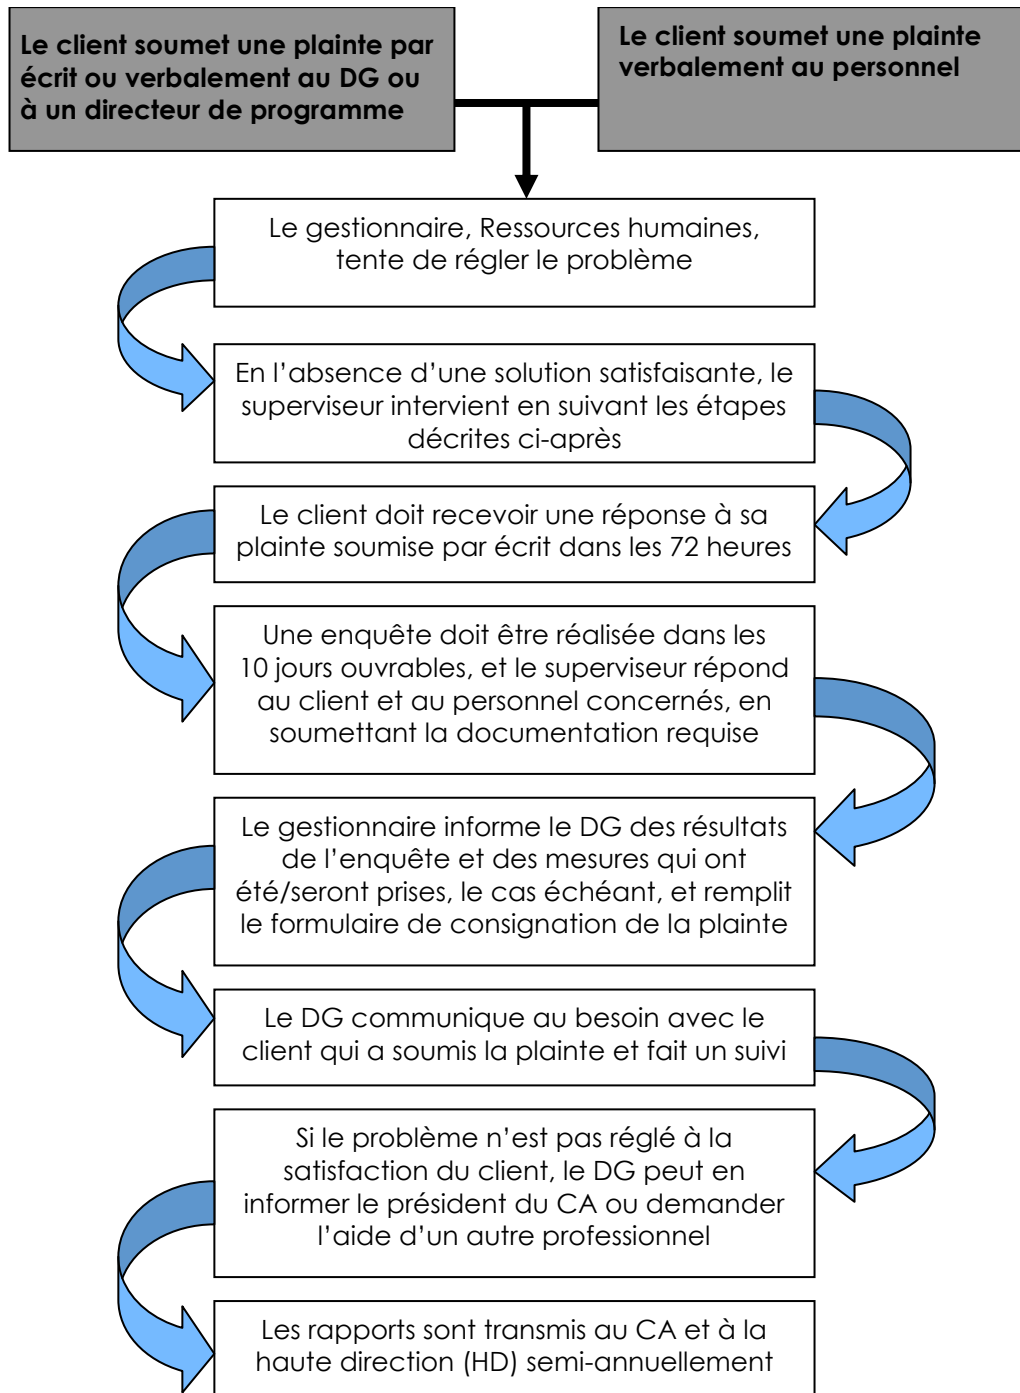 Le client soumet une plainte par
écrit ou verbalement au DG ou
à un directeur de programme
Le client soumet une plainte
verbalement au personnel
Le gestionnaire, Ressources humaines,
tente de régler le problème
En l’absence d’une solution satisfaisante, le
superviseur intervient en suivant les étapes
décrites ci-après
Le client doit recevoir une réponse à sa
plainte soumise par écrit dans les 72 heures
Une enquête doit être réalisée dans les
10 jours ouvrables, et le superviseur répond
au client et au personnel concernés, en
soumettant la documentation requise
Le gestionnaire informe le DG des résultats
de l’enquête et des mesures qui ont
été/seront prises, le cas échéant, et remplit
le formulaire de consignation de la plainte
Le DG communique au besoin avec le
client qui a soumis la plainte et fait un suivi
Si le problème n’est pas réglé à la
satisfaction du client, le DG peut en
informer le président du CA ou demander
l’aide d’un autre professionnel
Les rapports sont transmis au CA et à la
haute direction (HD) semi-annuellement